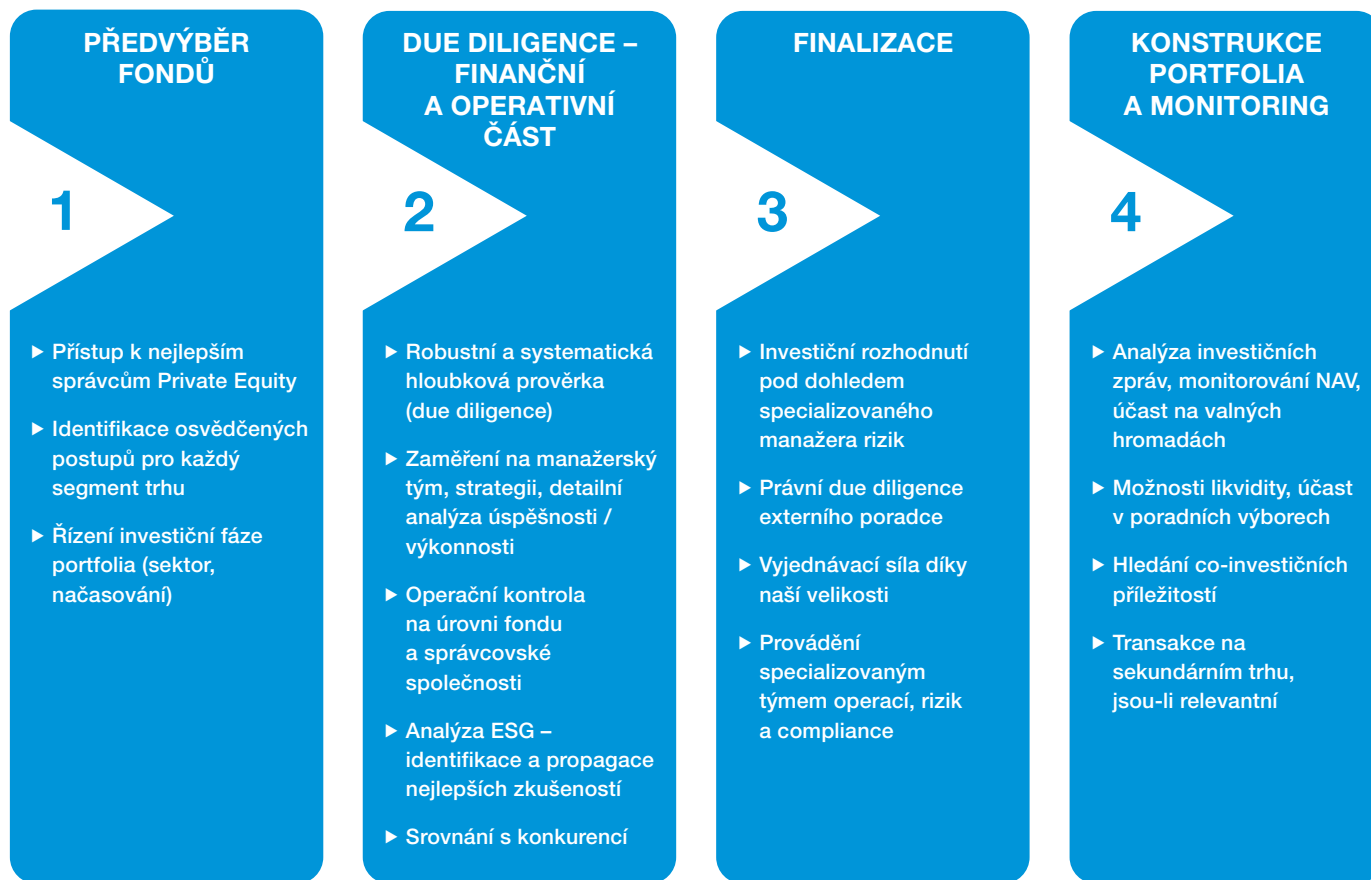 PŘEDVÝBĚR
FONDŮ
1
▶ Přístup k nejlepším
správcům Private Equity
▶ Identifikace osvědčených
postupů pro každý
segment trhu
▶ Řízení investiční fáze
portfolia (sektor,
načasování)
DUE DILIGENCE –
FINANČNÍ
A OPERATIVNÍ
ČÁST
2
▶ Robustní a systematická
hloubková prověrka
(due diligence)
▶ Zaměření na manažerský
tým, strategii, detailní
analýza úspěšnosti /
výkonnosti
▶ Operační kontrola
na úrovni fondu
a správcovské
společnosti
▶ Analýza ESG –
identifikace a propagace
nejlepších zkušeností
▶ Srovnání s konkurencí
FINALIZACE
3
▶ Investiční rozhodnutí
pod dohledem
specializovaného
manažera rizik
▶ Právní due diligence
externího poradce
▶ Vyjednávací síla díky
naší velikosti
▶ Provádění
specializovaným
týmem operací, rizik
a compliance
KONSTRUKCE
PORTFOLIA
A MONITORING
4
▶ Analýza investičních
zpráv, monitorování NAV,
účast na valných
hromadách
▶ Možnosti likvidity, účast
v poradních výborech
▶ Hledání co-investičních
příležitostí
▶ Transakce na
sekundárním trhu,
jsou-li relevantní